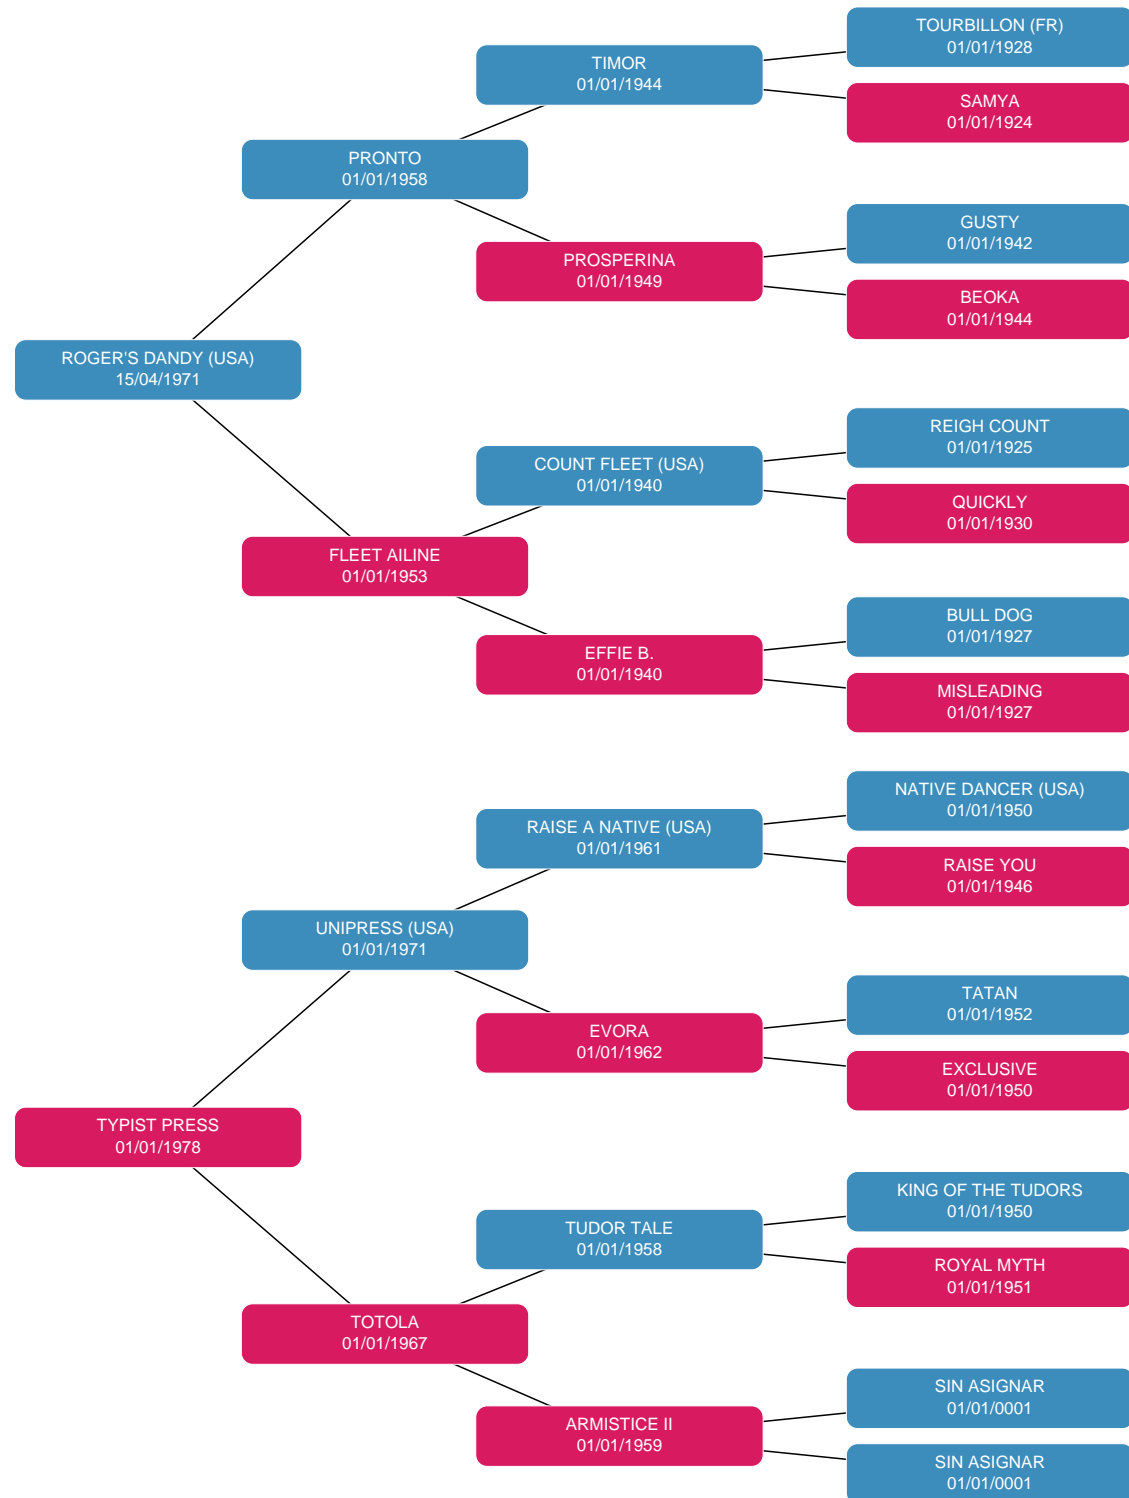 TOURBILLON (FR)
01/01/1928
TIMOR
01/01/1944
SAMYA
01/01/1924
PRONTO
01/01/1958
GUSTY
01/01/1942
PROSPERINA
01/01/1949
BEOKA
01/01/1944
ROGER'S DANDY (USA)
15/04/1971
REIGH COUNT
01/01/1925
COUNT FLEET (USA)
01/01/1940
QUICKLY
01/01/1930
FLEET AILINE
01/01/1953
BULL DOG
01/01/1927
EFFIE B.
01/01/1940
MISLEADING
01/01/1927
NATIVE DANCER (USA)
01/01/1950
RAISE A NATIVE (USA)
01/01/1961
RAISE YOU
01/01/1946
UNIPRESS (USA)
01/01/1971
TATAN
01/01/1952
EVORA
01/01/1962
EXCLUSIVE
01/01/1950
TYPIST PRESS
01/01/1978
KING OF THE TUDORS
01/01/1950
TUDOR TALE
01/01/1958
ROYAL MYTH
01/01/1951
TOTOLA
01/01/1967
SIN ASIGNAR
01/01/0001
ARMISTICE II
01/01/1959
SIN ASIGNAR
01/01/0001